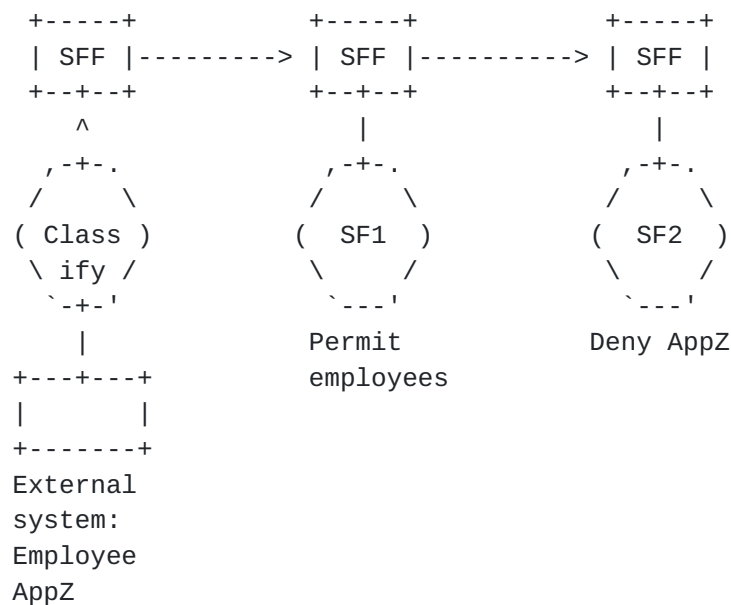 +-----+            +-----+             +-----+
| SFF |---------> | SFF |----------> | SFF |
+--+--+            +--+--+             +--+--+
^                  |                   |
,-+-.              ,-+-.               ,-+-.
/     \            /     \             /     \
( Class )          (  SF1  )           (  SF2  )
\ ify /            \     /             \     /
`-+-'              `---'               `---'
|              Permit            Deny AppZ
+---+---+          employees
|       |
+-------+
External
system:
Employee
AppZ